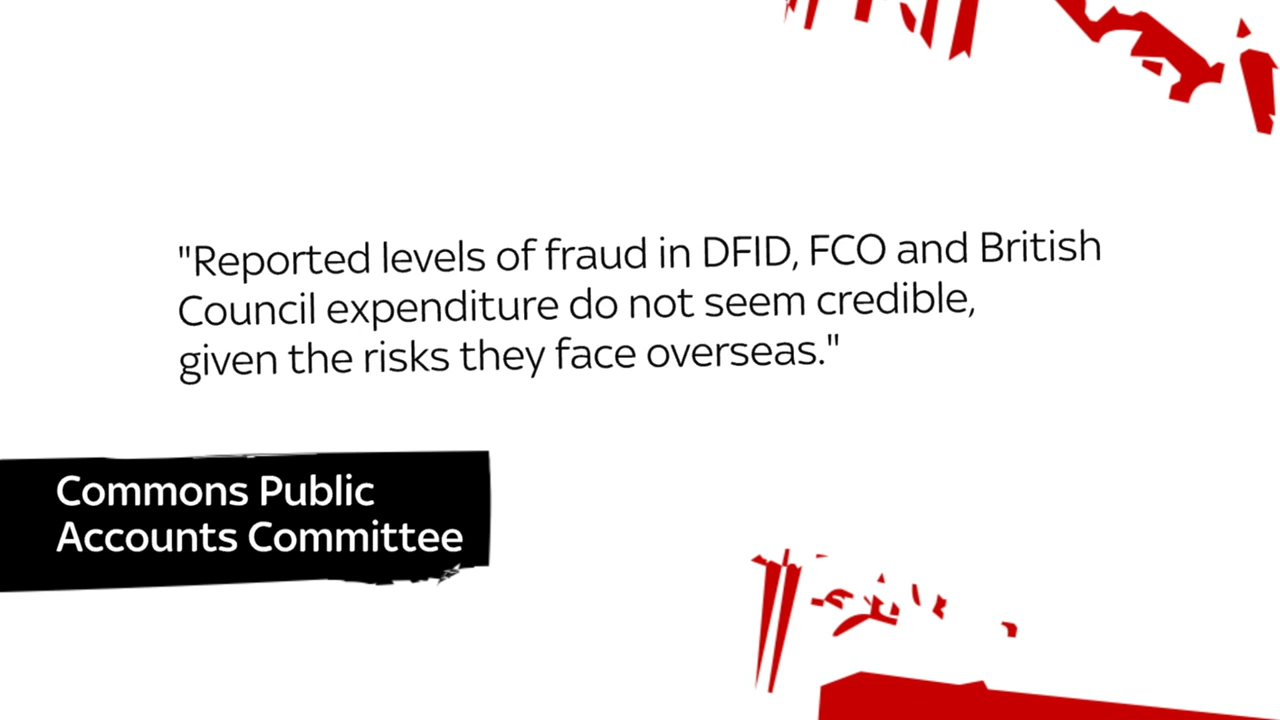 "Reported levels of fraud in DFID, FCO and British
Council expenditure do not seem credible,
given the risks they face overseas."
Commons Public
Accounts Committee